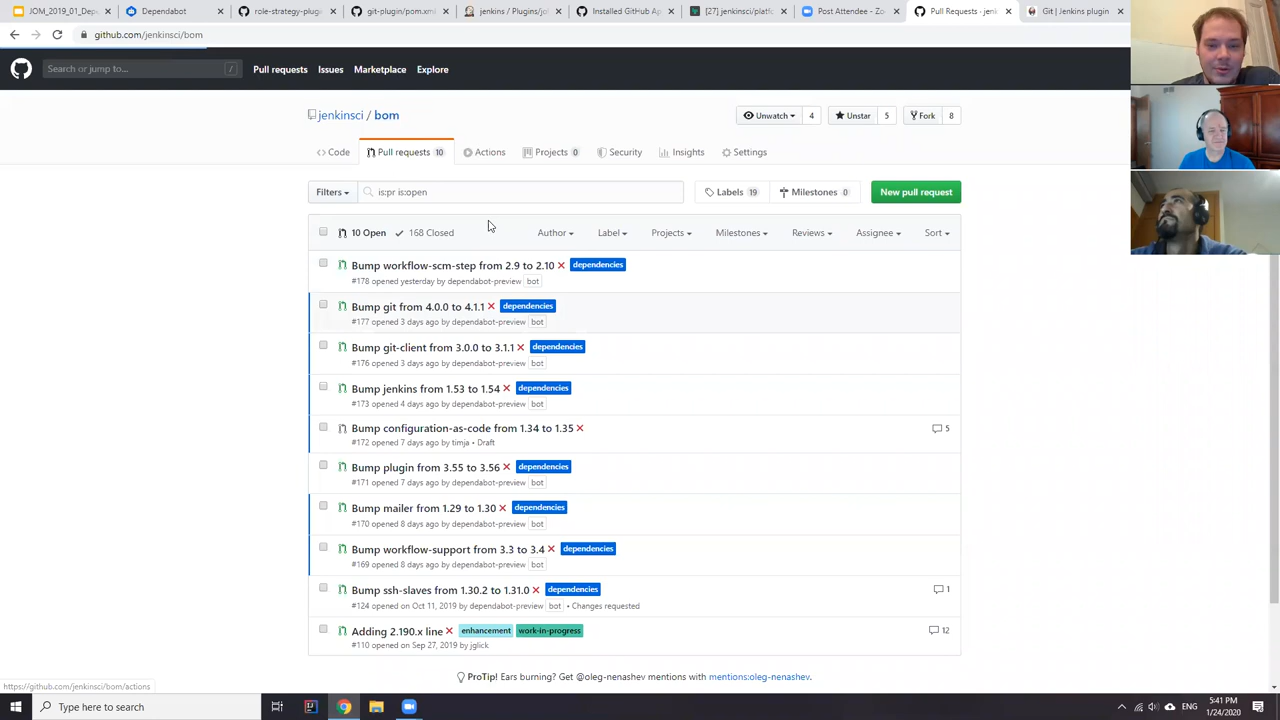 JOM_2019_01_Depe
Dependabot
role-strategy-plugin
git-plugin/pom.xml
jenkins / Plugins/jo
Installed GitHub Ap
[27] jenkinsci/platfo
Post Attendee - Zo
Pull Requests · jenk
Git | Jenkins plugin
github.com/jenkinsci/bom
Search or jump to...
/
Pull requests
Issues
Marketplace
Explore
jenkinsci / bom
Unwatch
4
Unstar
5
Fork
8
Code
Pull requests 10
Actions
Projects 0
Security
Insights
Settings
Filters
is:pr is:open
Labels 19
Milestones 0
New pull request
10 Open
168 Closed
Author
Label
Projects
Milestones
Reviews
Assignee
Sort
Bump workflow-scm-step from 2.9 to 2.10 dependencies
#178 opened yesterday by dependabot-preview bot
Bump git from 4.0.0 to 4.1.1 dependencies
#177 opened 3 days ago by dependabot-preview bot
Bump git-client from 3.0.0 to 3.1.1 dependencies
#176 opened 3 days ago by dependabot-preview bot
Bump jenkins from 1.53 to 1.54 dependencies
#173 opened 4 days ago by dependabot-preview bot
Bump configuration-as-code from 1.34 to 1.35 5
#172 opened 7 days ago by timja • Draft
Bump plugin from 3.55 to 3.56 dependencies
#171 opened 7 days ago by dependabot-preview bot
Bump mailer from 1.29 to 1.30 dependencies
#170 opened 8 days ago by dependabot-preview bot
Bump workflow-support from 3.3 to 3.4 dependencies
#169 opened 8 days ago by dependabot-preview bot
Bump ssh-slaves from 1.30.2 to 1.31.0 dependencies 1
#124 opened on Oct 11, 2019 by dependabot-preview bot • Changes requested
Adding 2.190.x line enhancement work-in-progress 12
#110 opened on Sep 27, 2019 by jglick
ProTip! Ears burning? Get @oleg-nenashev mentions with mentions:oleg-nenashev.
https://github.com/jenkinsci/bom/actions
Type here to search
ENG
5:41 PM
1/24/2020